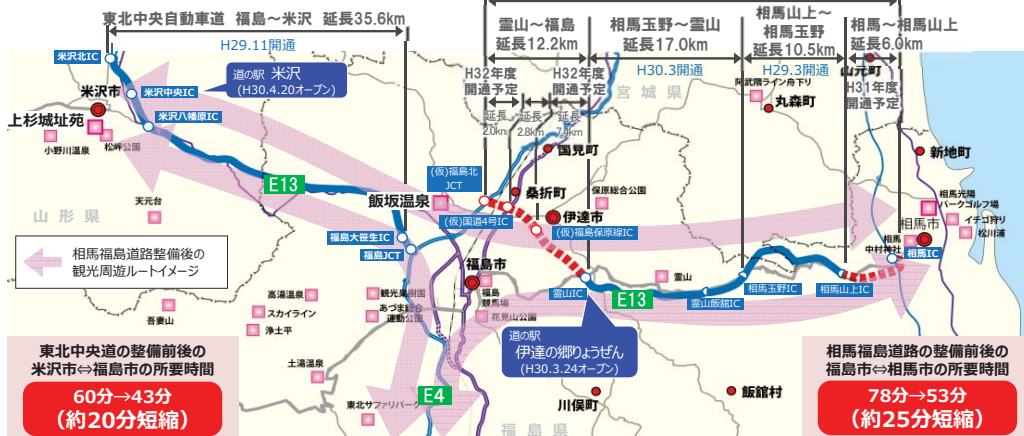 東北中央自動車道 福島～米沢 延長35.6km
H29.11開通
霊山～福島
延長12.2km
相馬玉野～霊山
延長17.0km
H30.3開通
相馬山上～
相馬玉野
延長10.5km
H29.3開通
相馬～相馬山上
延長6.0km
H32年度
開通予定
H32年度
開通予定
H31年度
開通予定
延長
2.0km
延長
2.8km
延長
7.4km
米沢北IC
道の駅 米沢
(H30.4.20オープン)
米沢市
米沢中央IC
上杉城址苑
米沢八幡原IC
小野川温泉
松岬公園
E13
天元台
山形県
飯坂温泉
(仮)福島北
JCT
(仮)国道4号IC
桑折町
国見町
宮城県
阿武隈ライン舟下り
丸森町
山元町
新地町
保原総合公園
伊達市
(仮)福島保原線IC
相馬光陽
パークゴルフ場
イチゴ狩り
松川浦
相馬市
相馬
中村神社
相馬IC
相馬福島道路整備後の
観光周遊ルートイメージ
福島大笹生IC
福島JCT
福島市
霊山
霊山IC
E13
霊山飯舘IC
相馬玉野IC
相馬山上IC
高湯温泉
スカイライン
浄土平
吾妻山
土湯温泉
観光果樹園
あづま総合
運動公園
福島
競馬場
花見山公園
道の駅
伊達の郷りょうぜん
(H30.3.24オープン)
東北中央道の整備前後の
米沢市⇔福島市の所要時間
60分→43分
(約20分短縮)
E4
東北サファリパーク
川俣町
飯舘村
福島県
相馬福島道路の整備前後の
福島市⇔相馬市の所要時間
78分→53分
(約25分短縮)